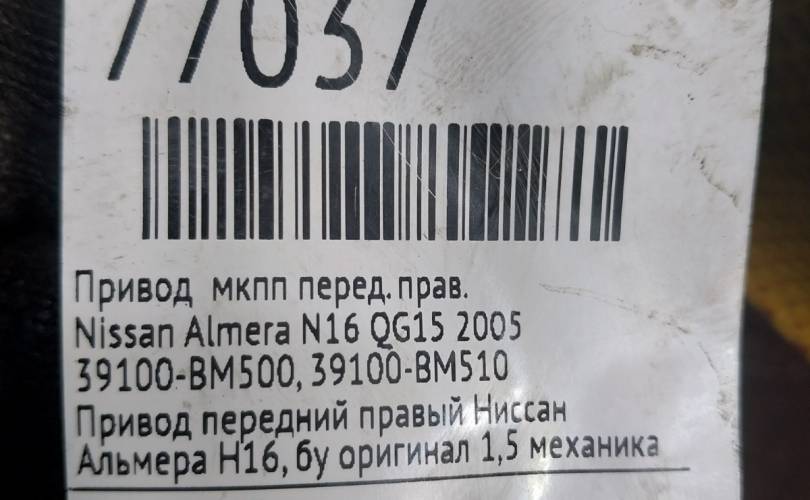 77037
Привод мкпп перед. прав.
Nissan Almera N16 QG15 2005
39100-BM500, 39100-BM510
Привод передний правый Ниссан
Альмера Н16, бу оригинал 1,5 механика